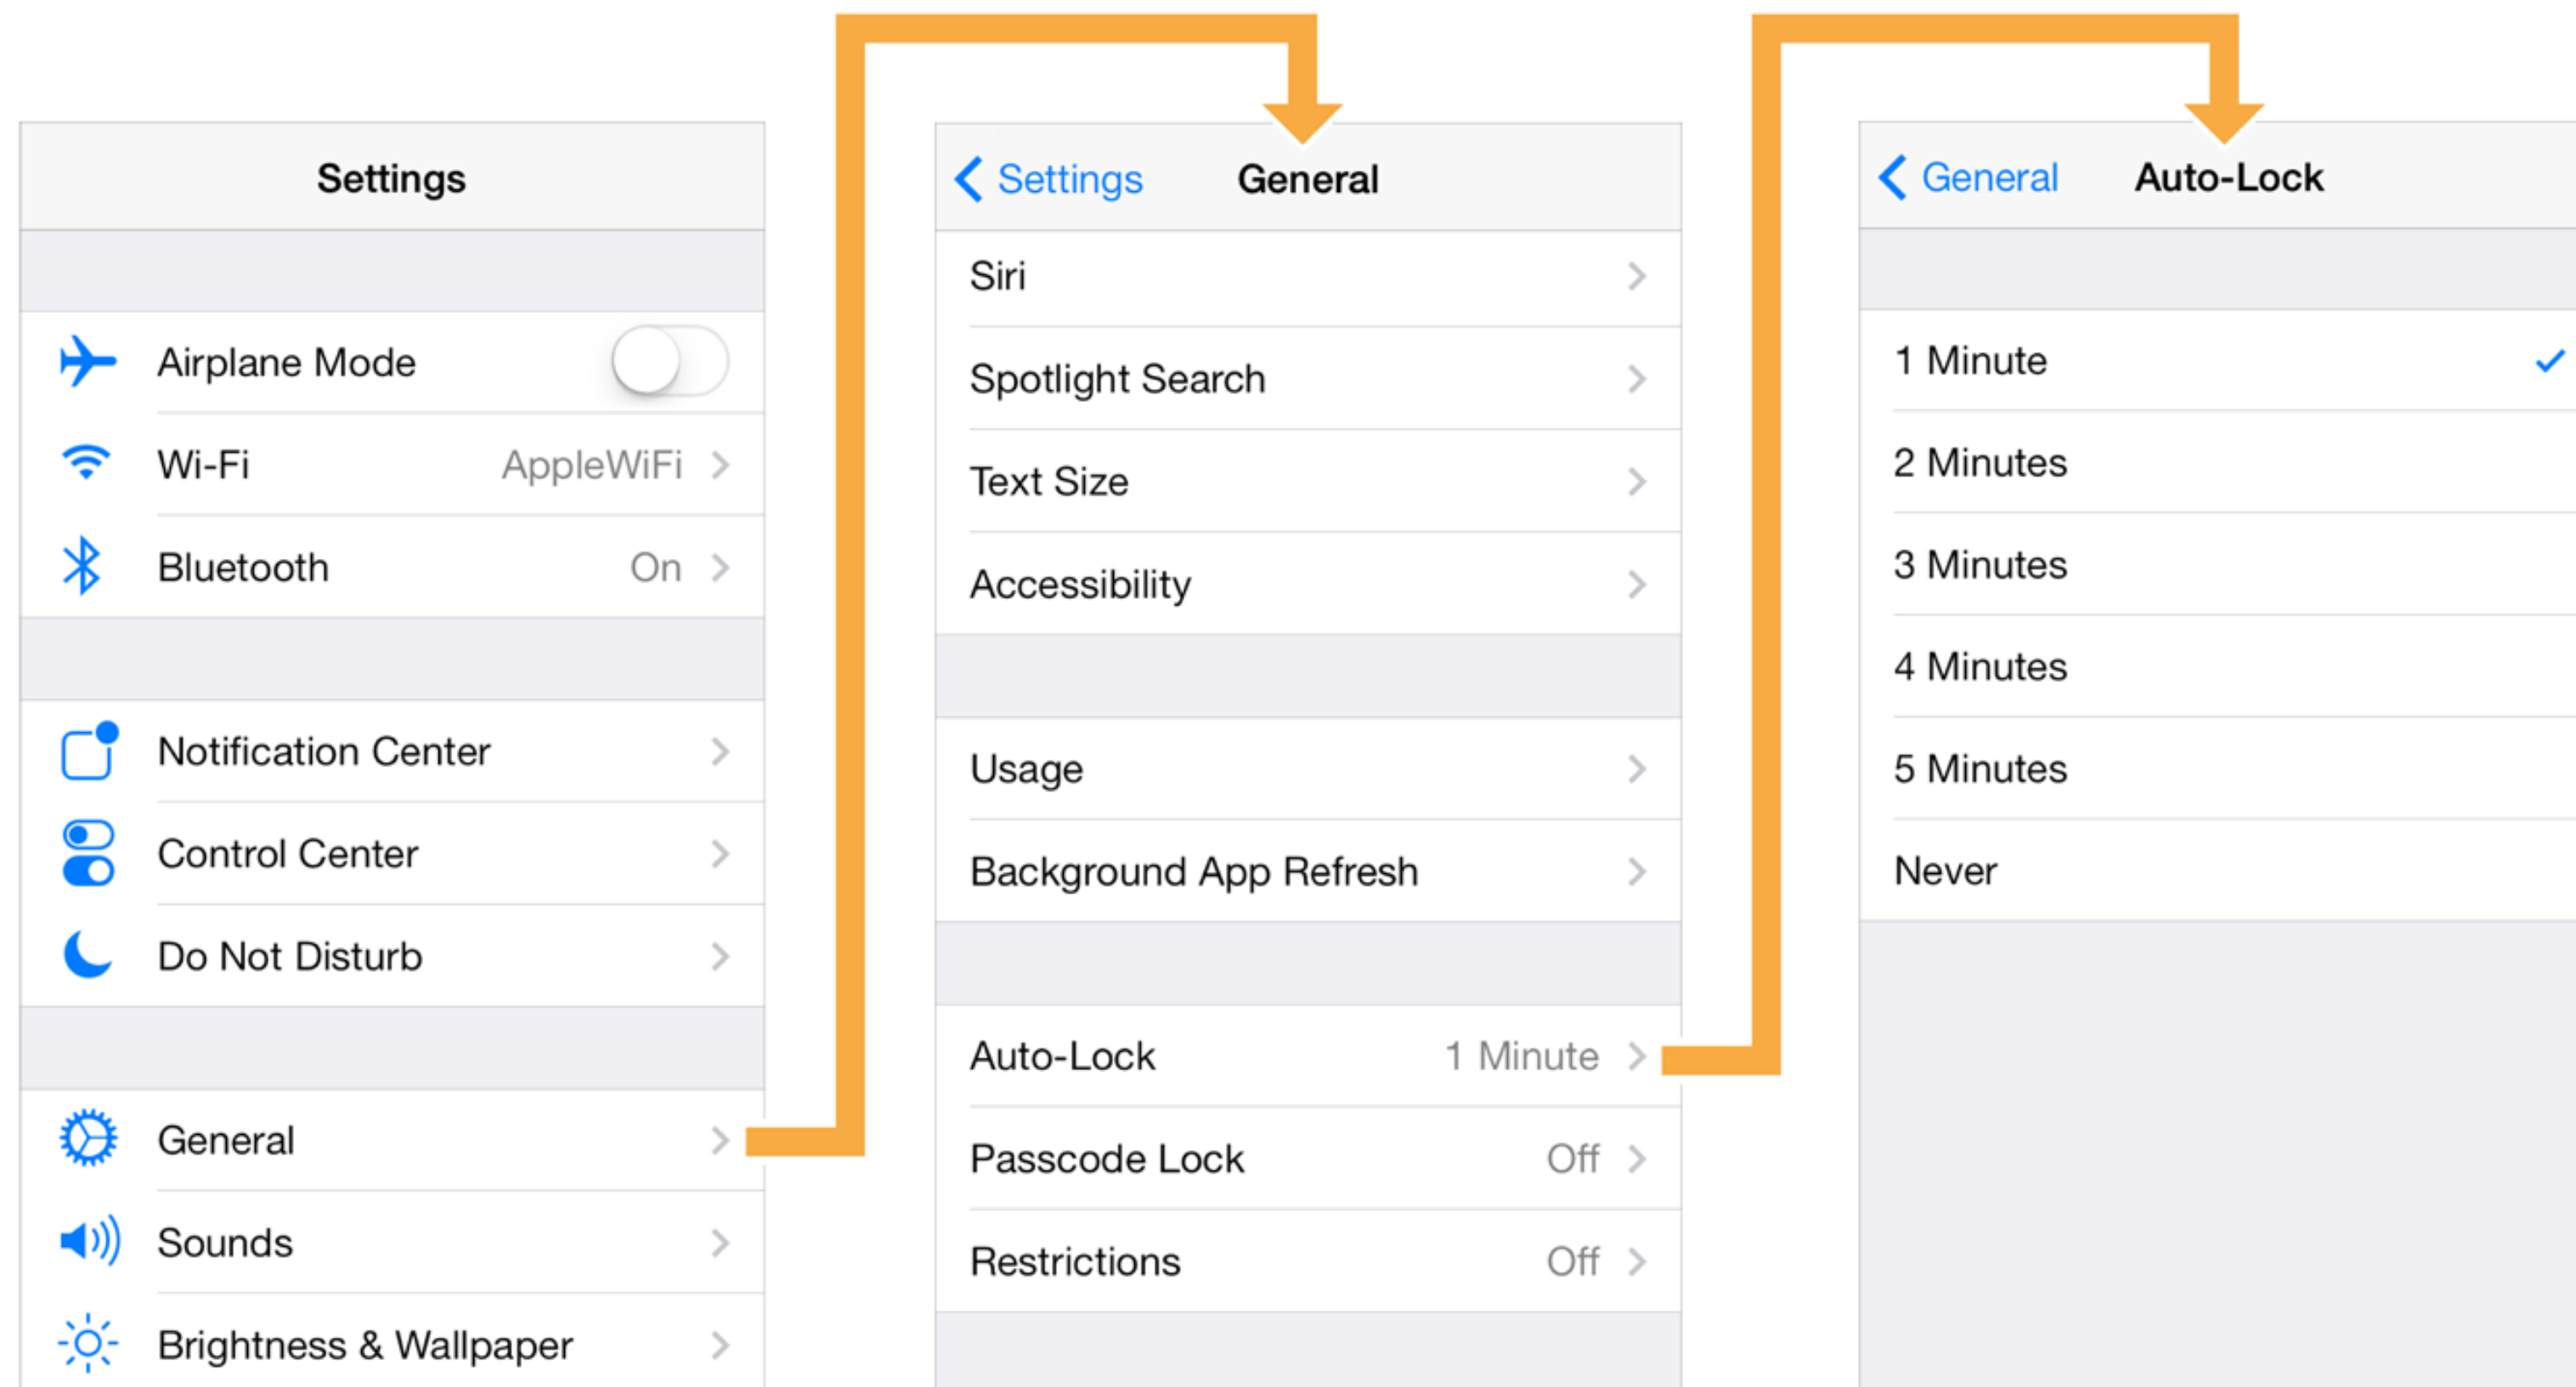 Settings
Airplane Mode
Wi-Fi AppleWiFi
Bluetooth On
Notification Center
Control Center
Do Not Disturb
General
Sounds
Brightness & Wallpaper
Settings General
Siri
Spotlight Search
Text Size
Accessibility
Usage
Background App Refresh
Auto-Lock 1 Minute
Passcode Lock Off
Restrictions Off
General Auto-Lock
1 Minute
2 Minutes
3 Minutes
4 Minutes
5 Minutes
Never